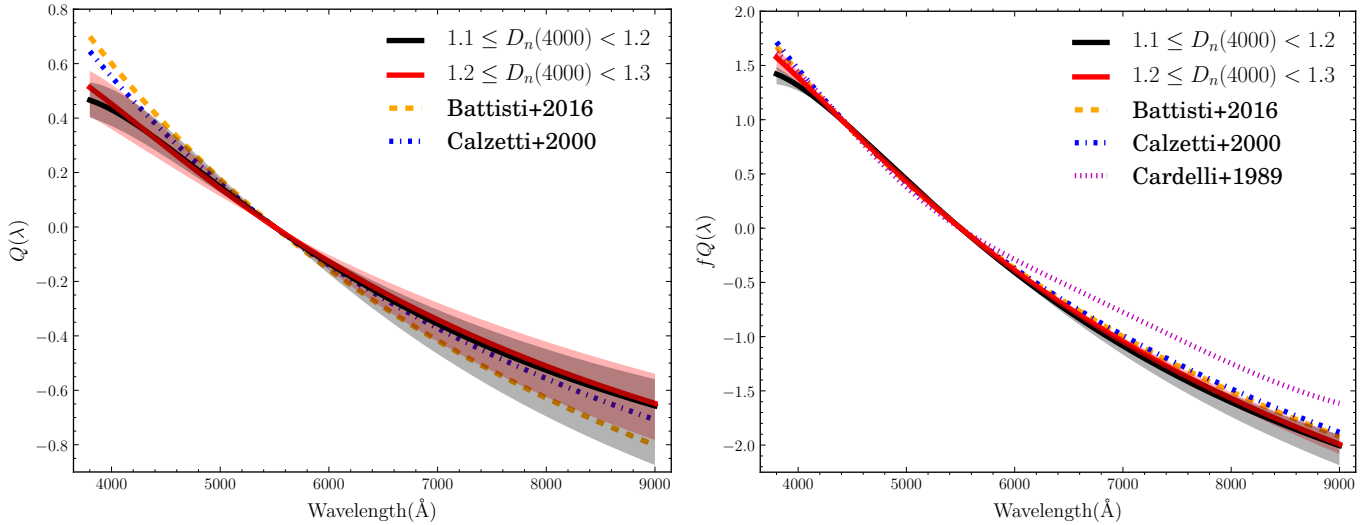 0.8
0.6
0.4
0.2
0.0
−0.2
−0.4
−0.6
−0.8
Q(λ)
4000 5000 6000 7000 8000 9000
Wavelength(Å)
1.1 ≤ Dn(4000) < 1.2
1.2 ≤ Dn(4000) < 1.3
Battisti+2016
Calzetti+2000
2.0
1.5
1.0
0.5
0.0
−0.5
−1.0
−1.5
−2.0
fQ(λ)
4000 5000 6000 7000 8000 9000
Wavelength(Å)
1.1 ≤ Dn(4000) < 1.2
1.2 ≤ Dn(4000) < 1.3
Battisti+2016
Calzetti+2000
Cardelli+1989